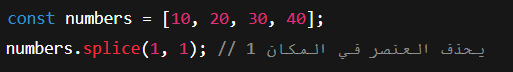 const numbers = [10, 20, 30, 40];
numbers.splice(1, 1); // يحذف العنصر في المكان 1